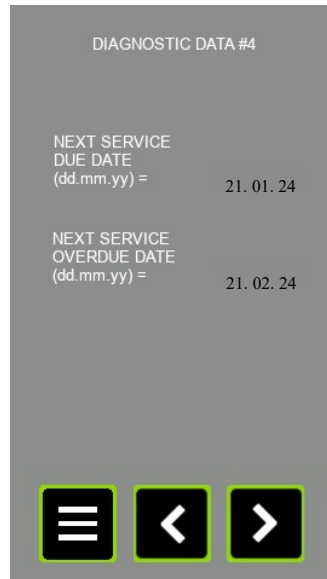 DIAGNOSTIC DATA #4
NEXT SERVICE
DUE DATE
(dd.mm.yy) =
21. 01. 24
NEXT SERVICE
OVERDUE DATE
(dd.mm.yy) =
21. 02. 24